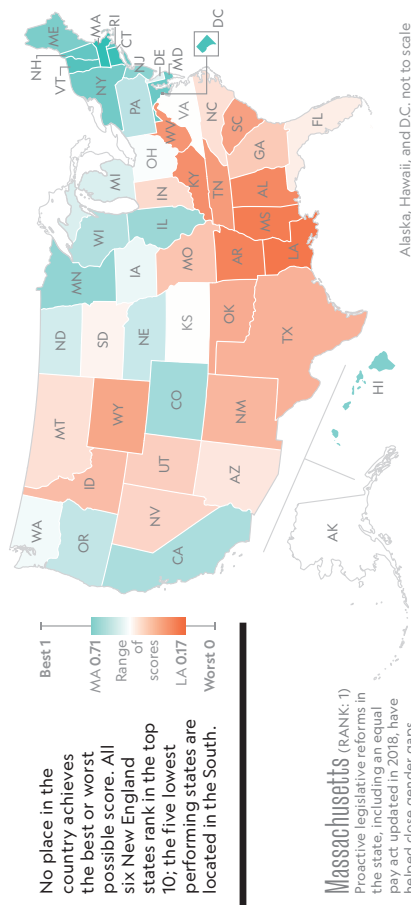 No place in the
country achieves
the best or worst
possible score. All
six New England
states rank in the top
10; the five lowest
performing states are
located in the South.
Best 1
MA 0.71
Range
of
scores
LA 0.17
Worst 0
WA
OR
CA
ID
NV
MT
WY
UT
AZ
CO
NM
ND
SD
NE
KS
OK
TX
MN
IA
MO
AR
LA
WI
IL
MS
MI
IN
OH
KY
TN
AL
WV
VA
NC
SC
GA
FL
PA
NY
VT
NH
ME
MA
RI
CT
NJ
DE
MD
DC
AK
HI
Alaska, Hawaii, and D.C. not to scale
Massachusetts (RANK: 1)
Proactive legislative reforms in
the state, including an equal
pay act updated in 2018, have
helped close gender gaps